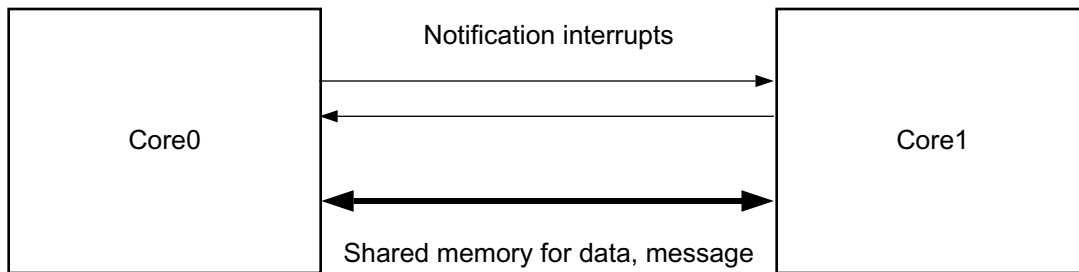 Notification interrupts
Core0
Core1
Shared memory for data, message